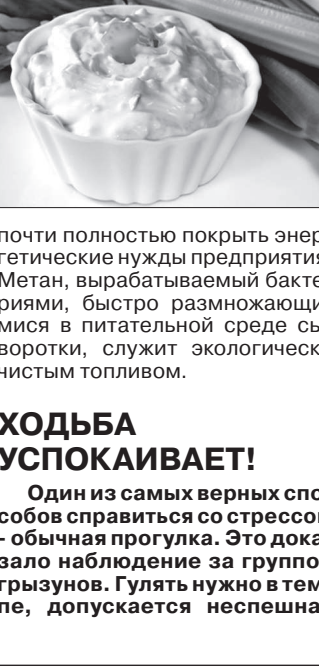 почти полностью покрыть энер
гетические нужды предприятия
Метан, вырабатываемый бакте
риями, быстро размножающи
мися в питательной среде сы
воротки, служит экологическ
чистым топливом.
ХОДЬБА
УСПОКАИВАЕТ!
Один из самых верных спо
собов справиться со стрессо
- обычная прогулка. Это дока
зало наблюдение за группо
грызунов. Гулять нужно в тем
пе, допускается неспешна